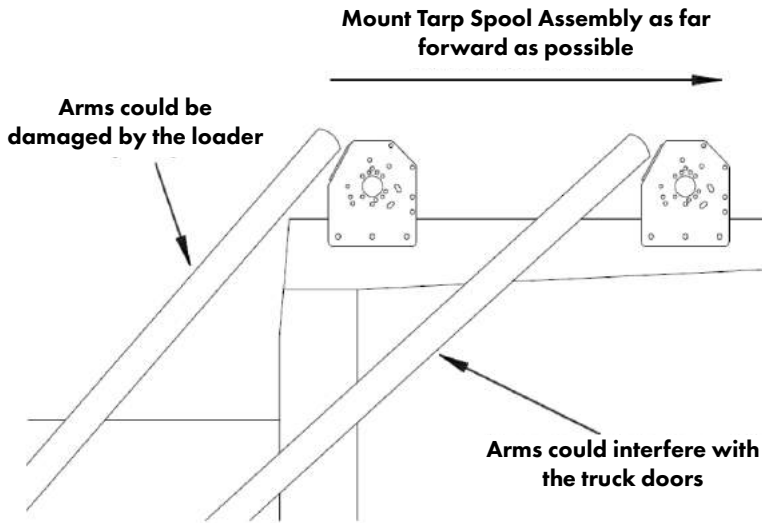 Mount Tarp Spool Assembly as far
forward as possible
Arms could be
damaged by the loader
Arms could interfere with
the truck doors